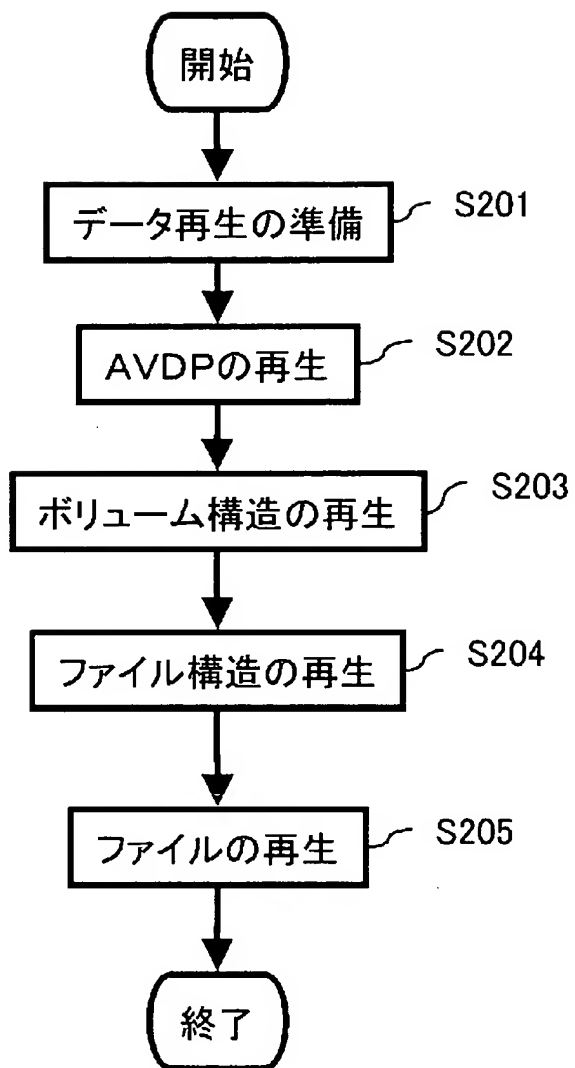 開始
データ再生の準備
S201
AVDPの再生
S202
ボリューム構造の再生
S203
ファイル構造の再生
S204
ファイルの再生
S205
終了